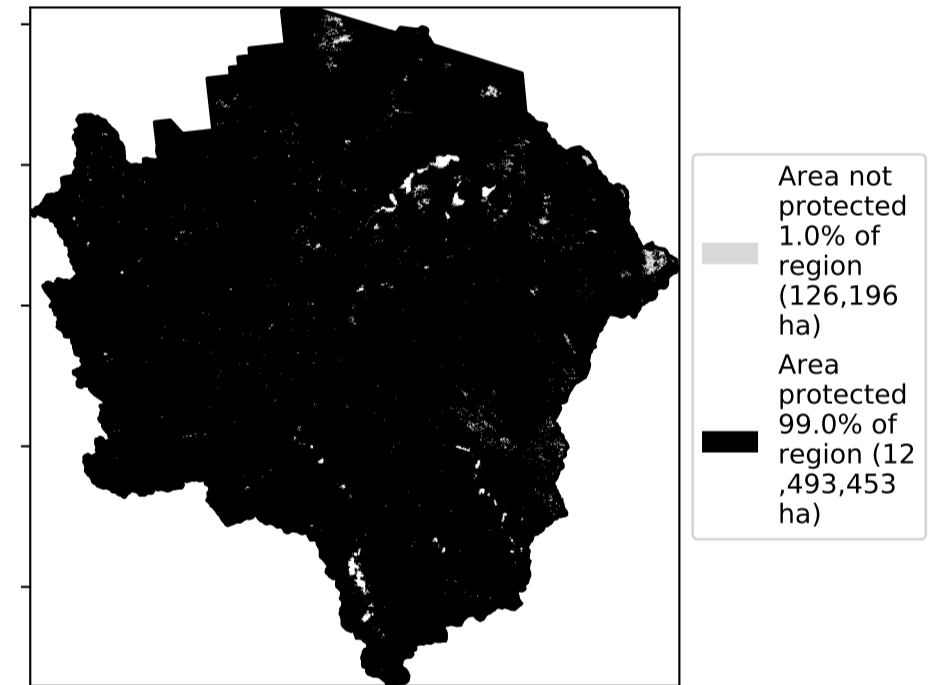 Area not
protected
1.0% of
region
(126,196
ha)
Area
protected
99.0% of
region (12
,493,453
ha)